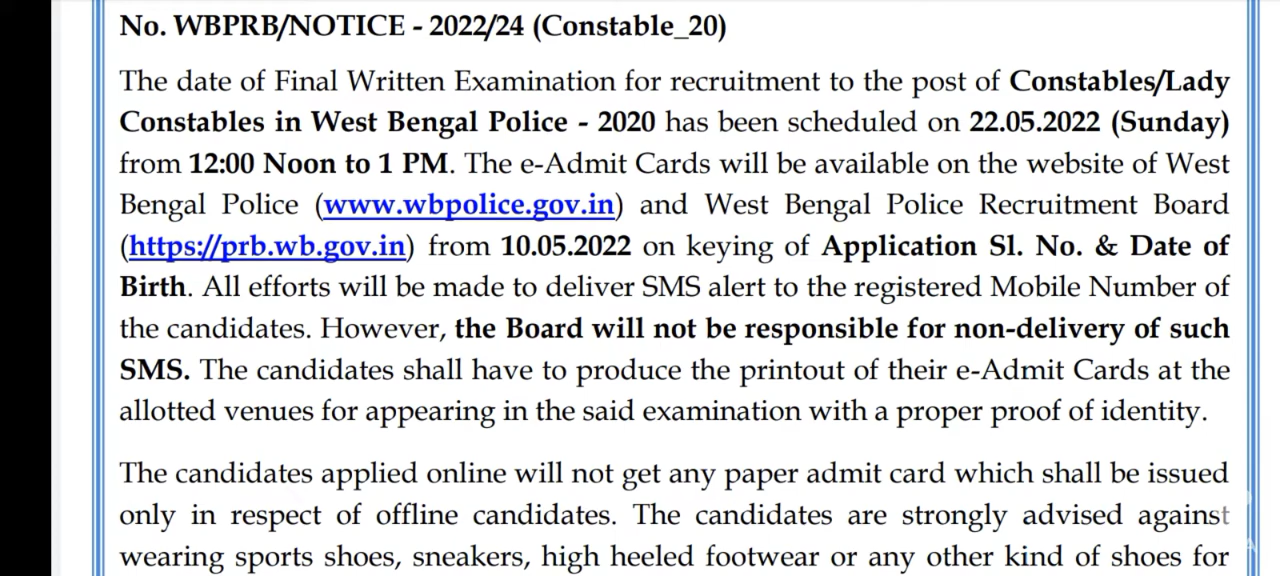 No. WBPRB/NOTICE - 2022/24 (Constable_20)
The date of Final Written Examination for recruitment to the post of Constables/Lady
Constables in West Bengal Police - 2020 has been scheduled on 22.05.2022 (Sunday)
from 12:00 Noon to 1 PM. The e-Admit Cards will be available on the website of West
Bengal Police (www.wbpolice.gov.in) and West Bengal Police Recruitment Board
(https://prb.wb.gov.in) from 10.05.2022 on keying of Application Sl. No. & Date of
Birth. All efforts will be made to deliver SMS alert to the registered Mobile Number of
the candidates. However, the Board will not be responsible for non-delivery of such
SMS. The candidates shall have to produce the printout of their e-Admit Cards at the
allotted venues for appearing in the said examination with a proper proof of identity.
The candidates applied online will not get any paper admit card which shall be issued
only in respect of offline candidates. The candidates are strongly advised against
wearing sports shoes, sneakers, high heeled footwear or any other kind of shoes for